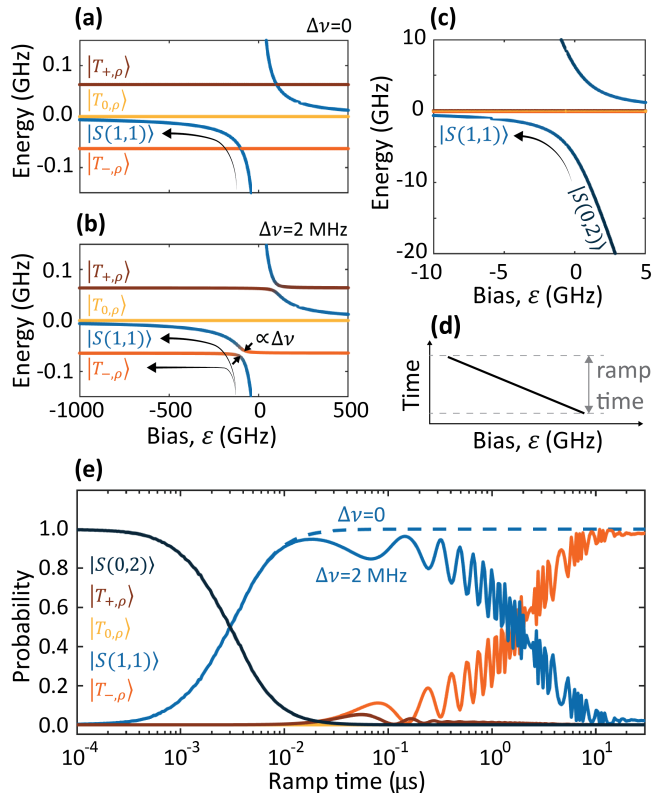 (a)
Δν=0
Energy (GHz)
0.1
0.0
-0.1
|T+,ρ⟩
|T0,ρ⟩
|S(1,1)⟩
|T−,ρ⟩
-500
0
500
(b)
Δν=2 MHz
Energy (GHz)
0.1
0.0
-0.1
|T+,ρ⟩
|T0,ρ⟩
|S(1,1)⟩
|T−,ρ⟩
∝Δν
-1000
-500
0
500
Bias, ε (GHz)
(c)
Energy (GHz)
10
0
-10
-20
|S(1,1)⟩
|S(0,2)⟩
-10
-5
0
5
Bias, ε (GHz)
(d)
Time
ramp
time
Bias, ε (GHz)
(e)
Probability
1.0
0.8
0.6
0.4
0.2
0.0
Δν=0
Δν=2 MHz
|S(0,2)⟩
|T+,ρ⟩
|T0,ρ⟩
|S(1,1)⟩
|T−,ρ⟩
10⁻⁴
10⁻³
10⁻²
10⁻¹
10⁰
10¹
Ramp time (μs)